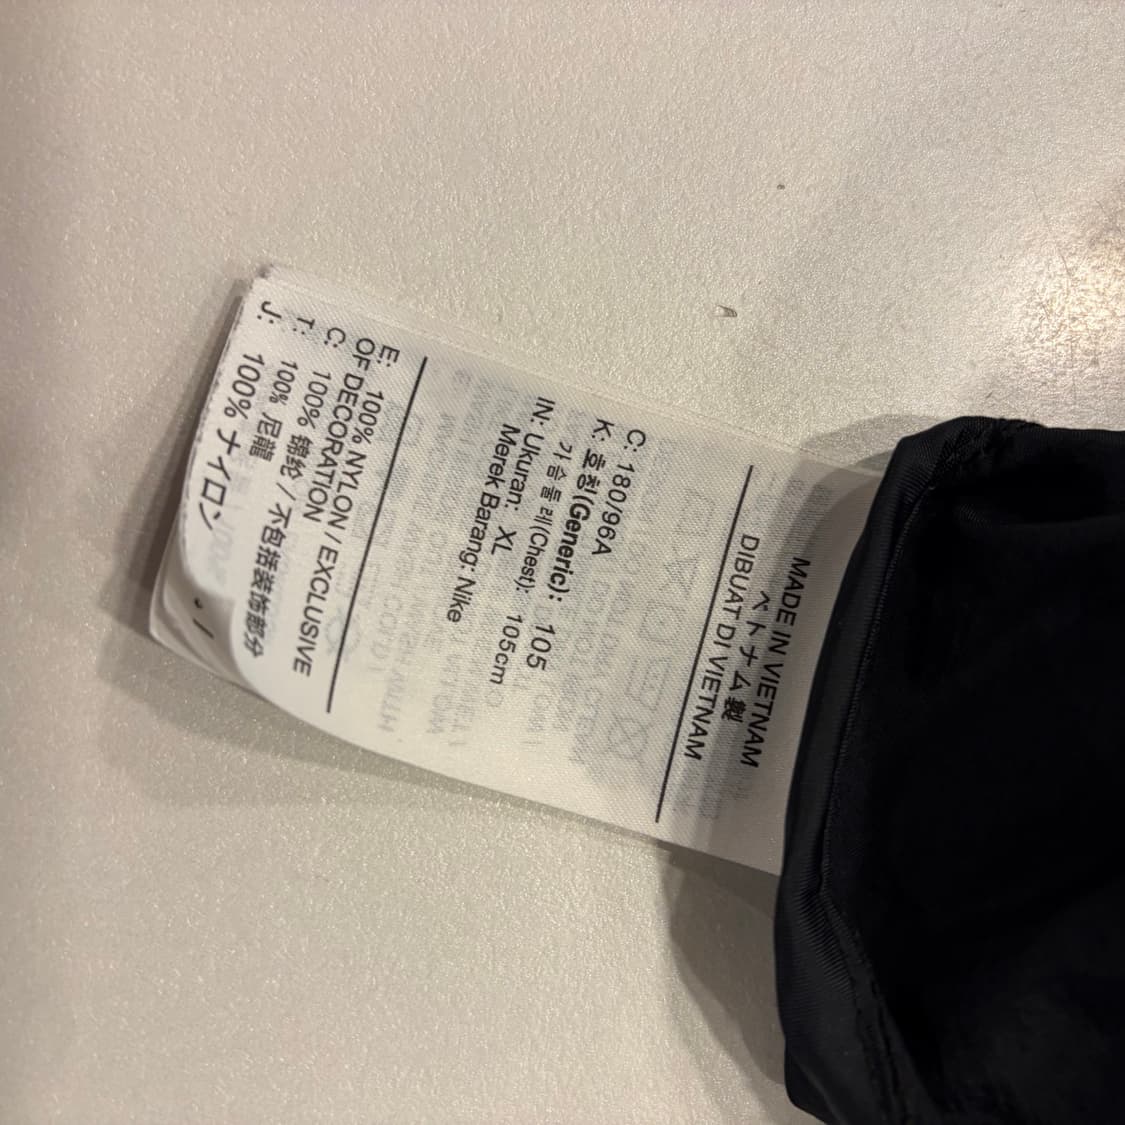 MADE IN VIETNAM
ベトナム製
DIBUAT DI VIETNAM
C: 180/96A
K: 호칭(Generic): 105
가슴둘레(Chest): 105cm
IN: Ukuran: XL
Merek Barang: Nike
E: 100% NYLON / EXCLUSIVE
OF DECORATION
C: 100% 锦纶 / 不包括装饰部分
T: 100% 尼龍
J: 100% ナイロン